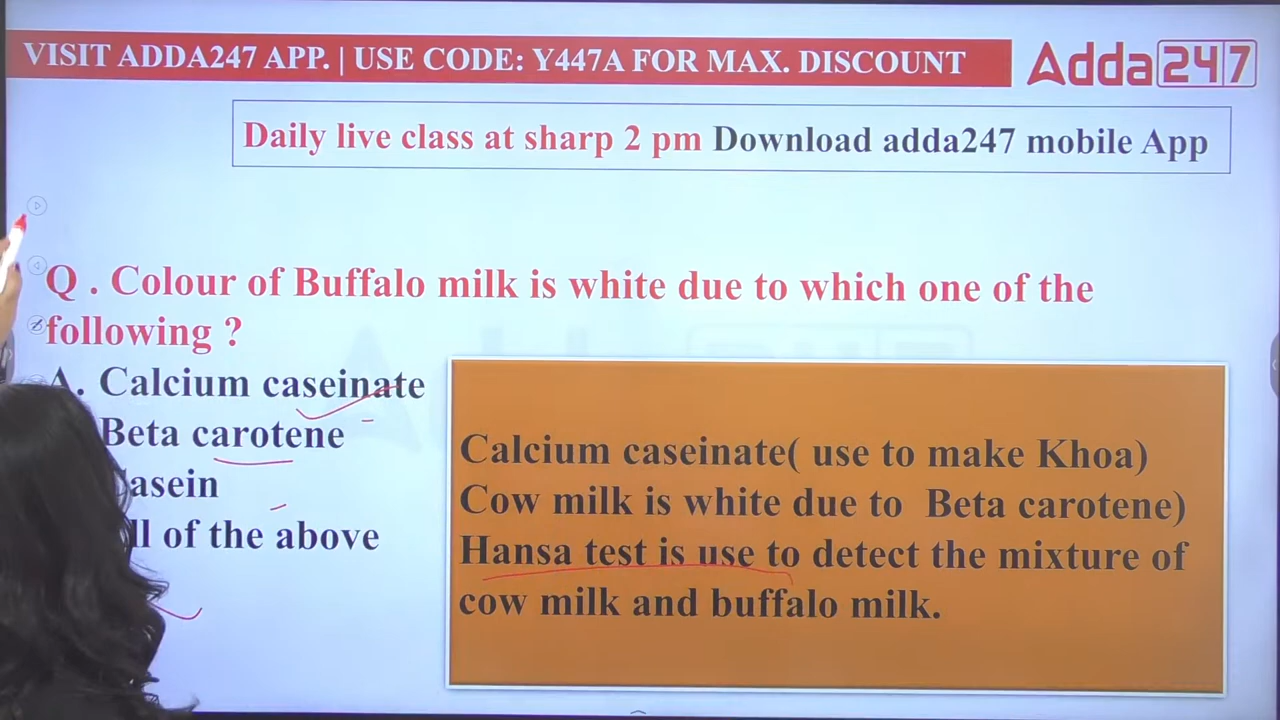 VISIT ADDA247 APP. | USE CODE: Y447A FOR MAX. DISCOUNT
Adda247
Daily live class at sharp 2 pm Download adda247 mobile App
Q . Colour of Buffalo milk is white due to which one of the
following ?
A. Calcium caseinate
Beta carotene
asein
ll of the above
Calcium caseinate( use to make Khoa)
Cow milk is white due to Beta carotene)
Hansa test is use to detect the mixture of
cow milk and buffalo milk.